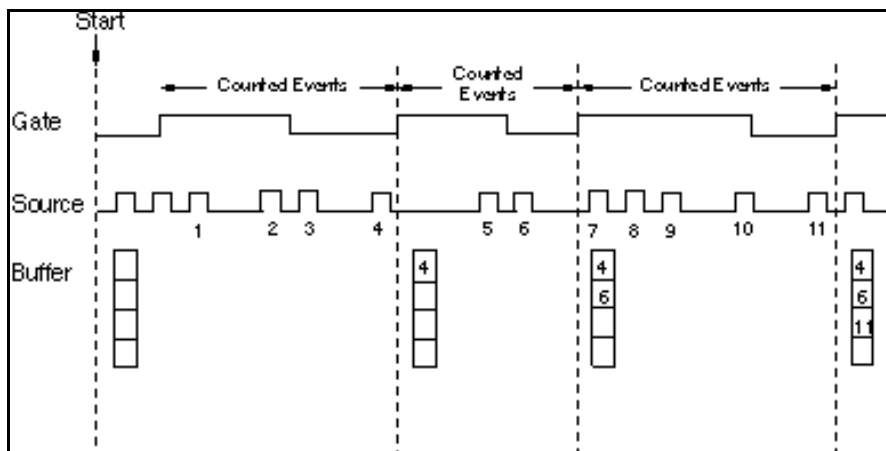 Start
Counted Events
Counted
Events
Counted Events
Gate
Source
1 2 3 4 5 6 7 8 9 10 11
Buffer
4 4 4
6 6
11